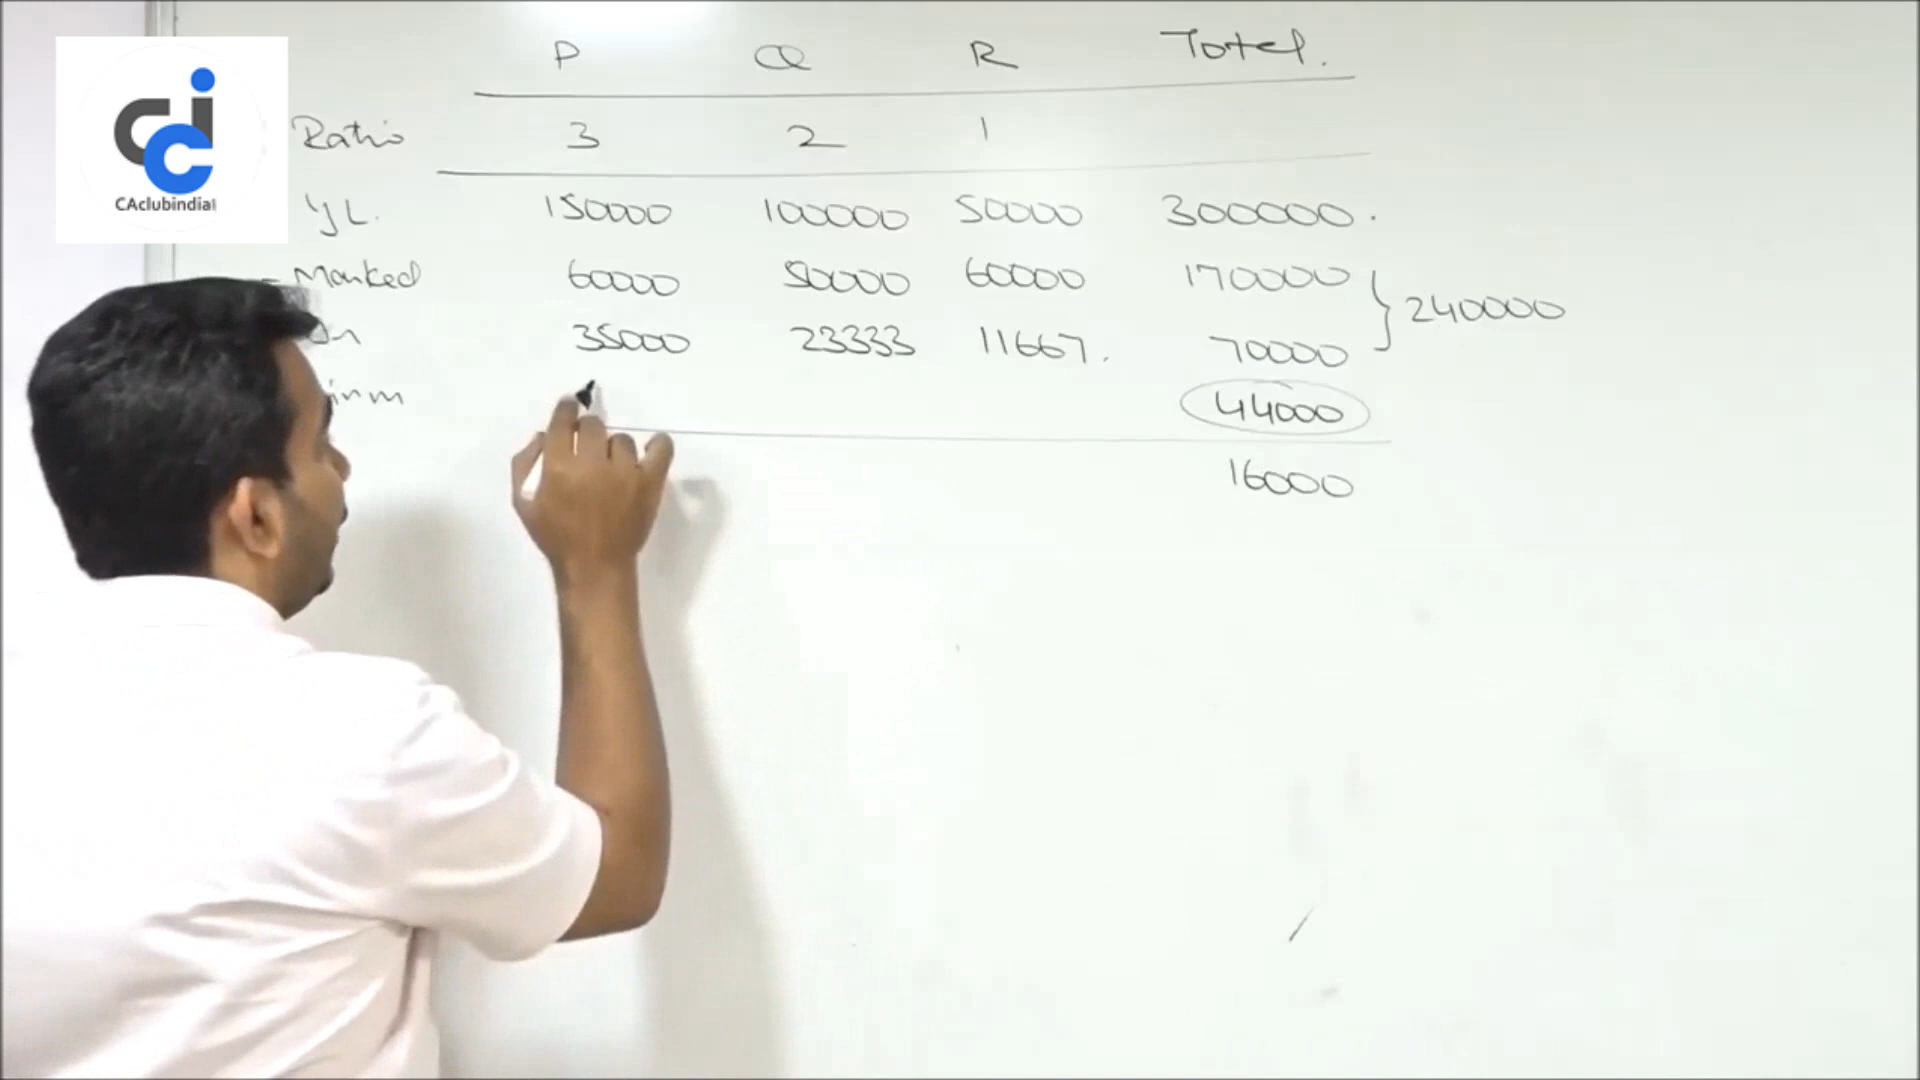 CAclubindia
P Q R Total.
Ratio 3 2 1
GL. 150000 100000 50000 300000.
- Marked 60000 50000 60000 170000
35000 23333 11667. 70000
240000
44000
16000